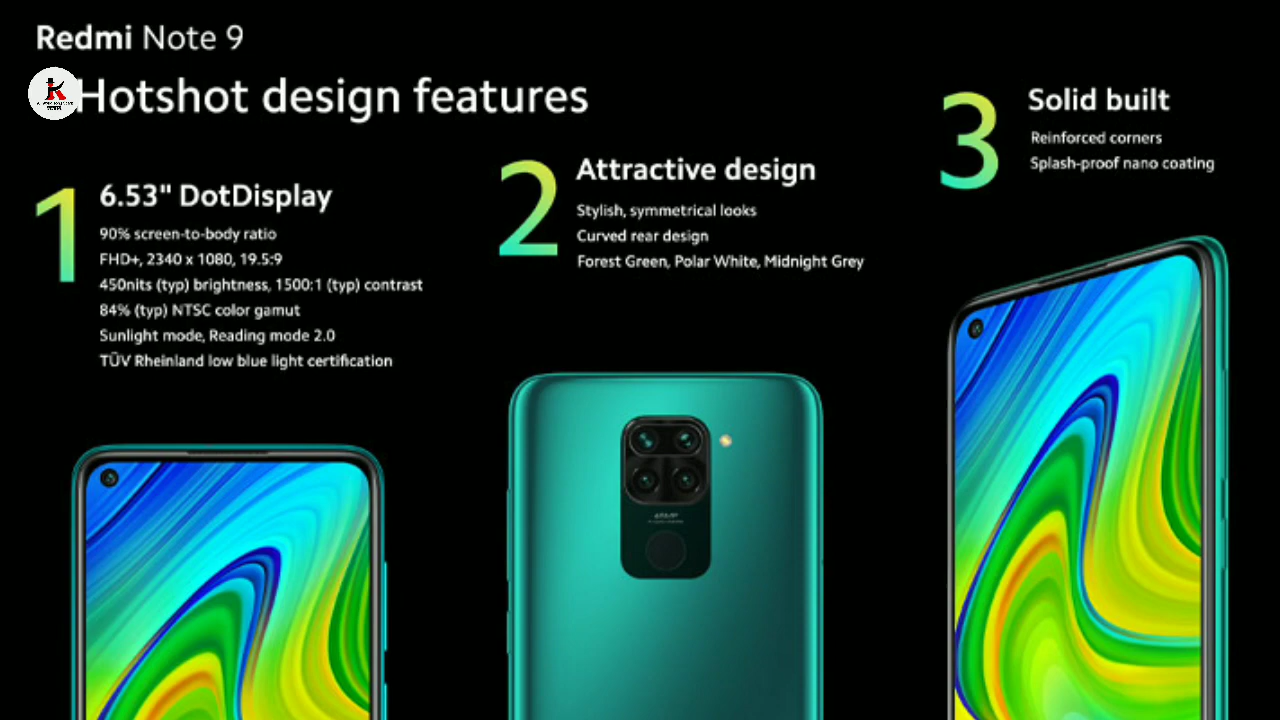 Redmi Note 9
Hotshot design features
1
6.53" DotDisplay
90% screen-to-body ratio
FHD+, 2340 x 1080, 19.5:9
450nits (typ) brightness, 1500:1 (typ) contrast
84% (typ) NTSC color gamut
Sunlight mode, Reading mode 2.0
TÜV Rheinland low blue light certification
2
Attractive design
Stylish, symmetrical looks
Curved rear design
Forest Green, Polar White, Midnight Grey
3
Solid built
Reinforced corners
Splash-proof nano coating